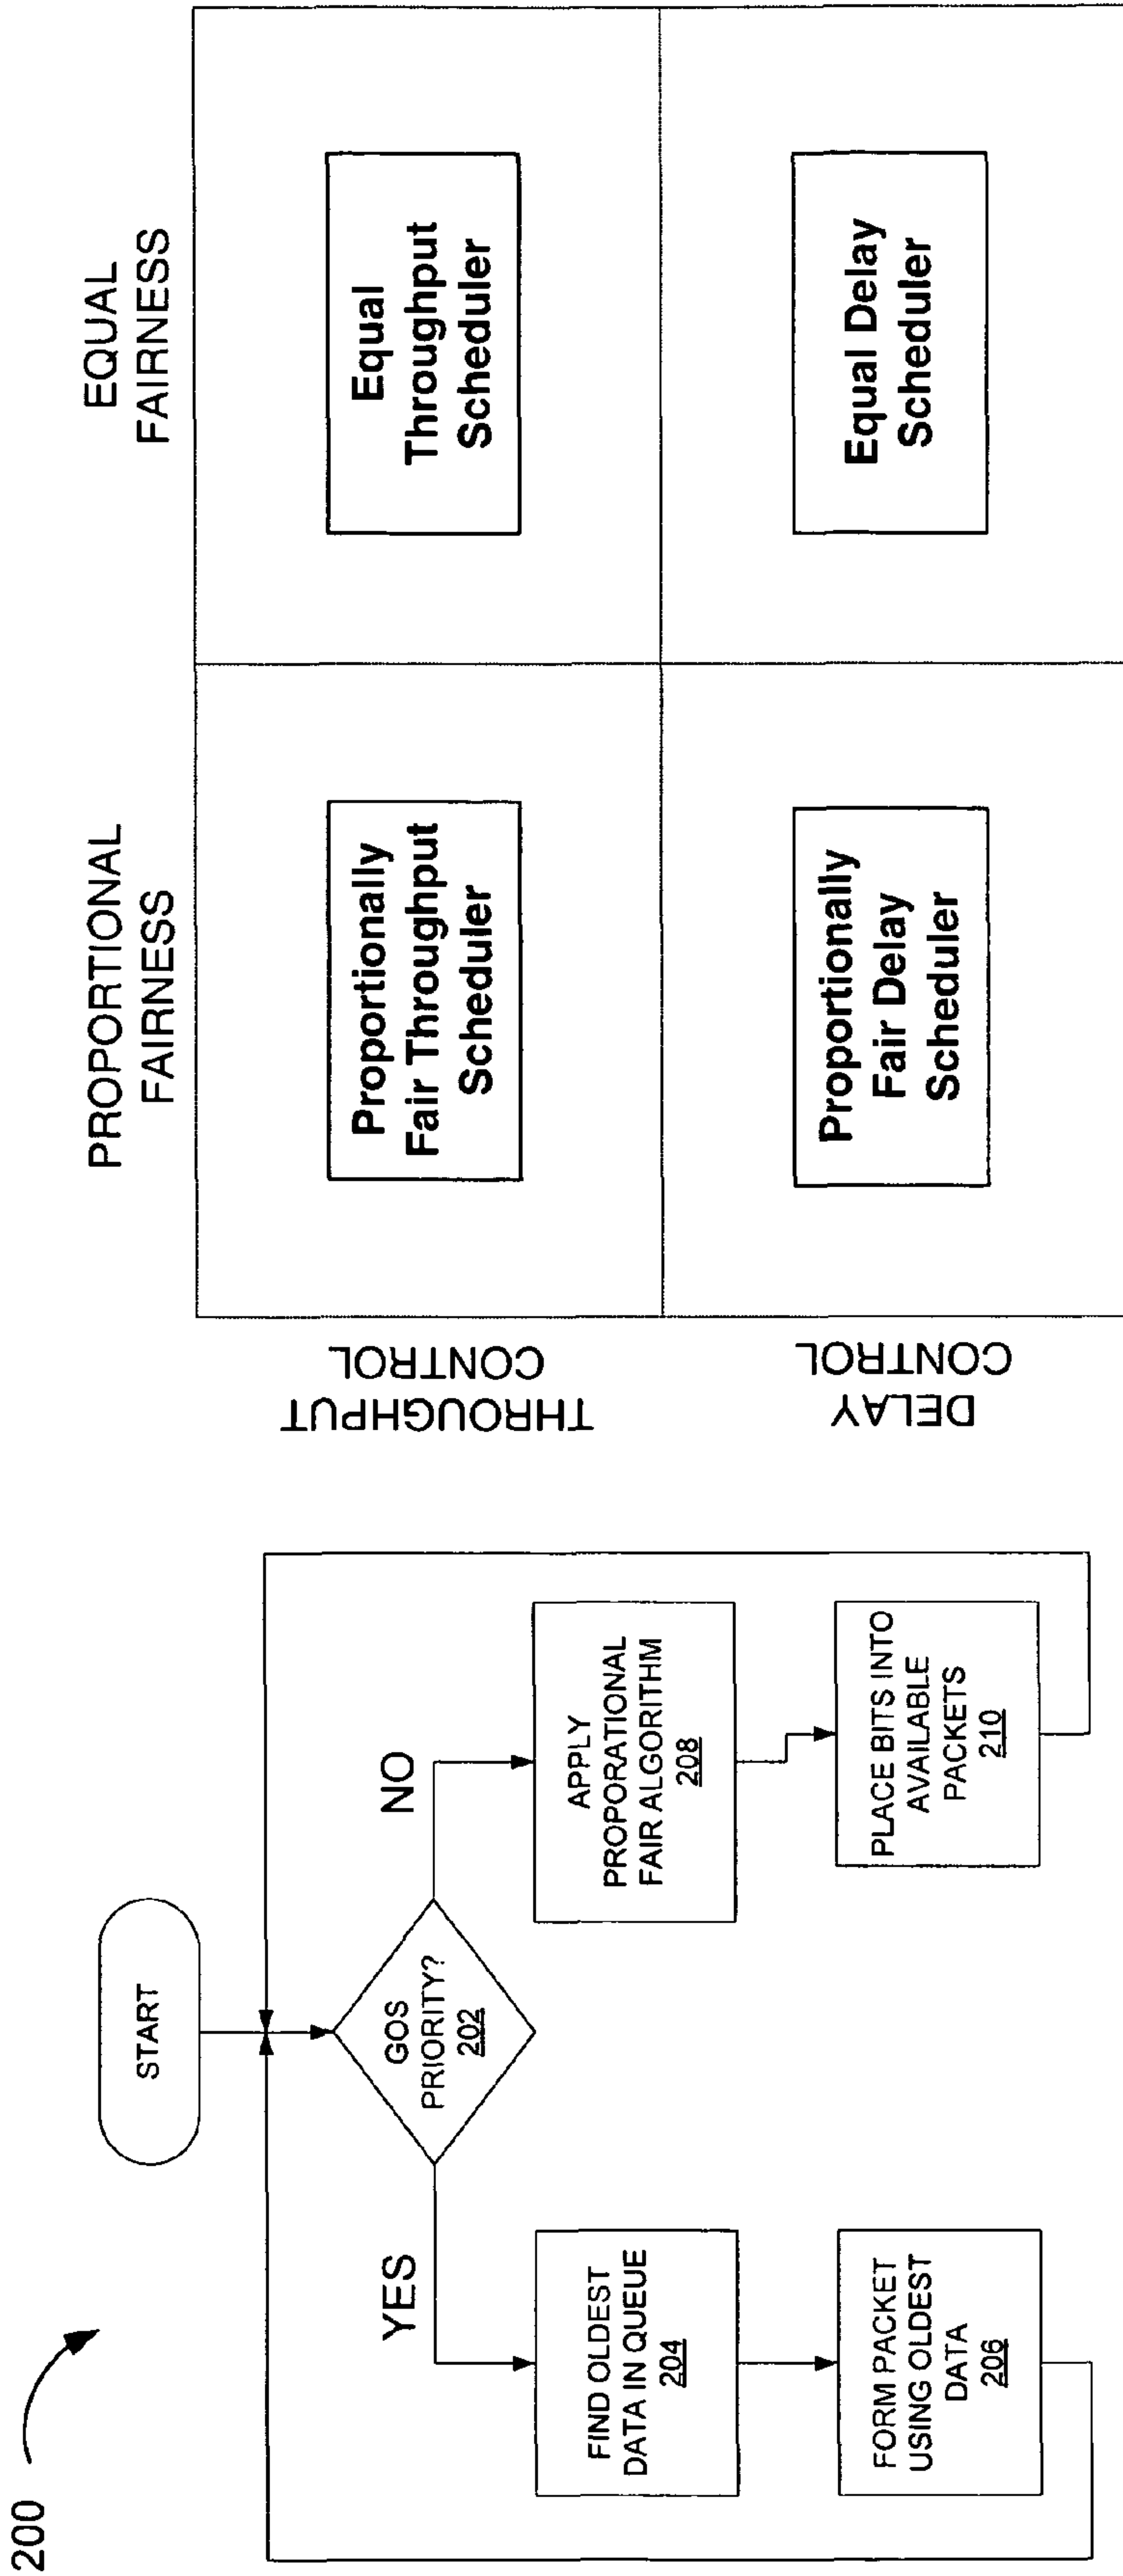 200
START
GOS
PRIORITY?
202
YES
NO
FIND OLDEST
DATA IN QUEUE
204
APPLY
PROPORATIONAL
FAIR ALGORITHM
208
FORM PACKET
USING OLDEST
DATA
206
PLACE BITS INTO
AVAILABLE
PACKETS
210
PROPORTIONAL
FAIRNESS
EQUAL
FAIRNESS
THROUGHPUT
CONTROL
Proportionally
Fair Throughput
Scheduler
Equal
Throughput
Scheduler
DELAY
CONTROL
Proportionally
Fair Delay
Scheduler
Equal Delay
Scheduler